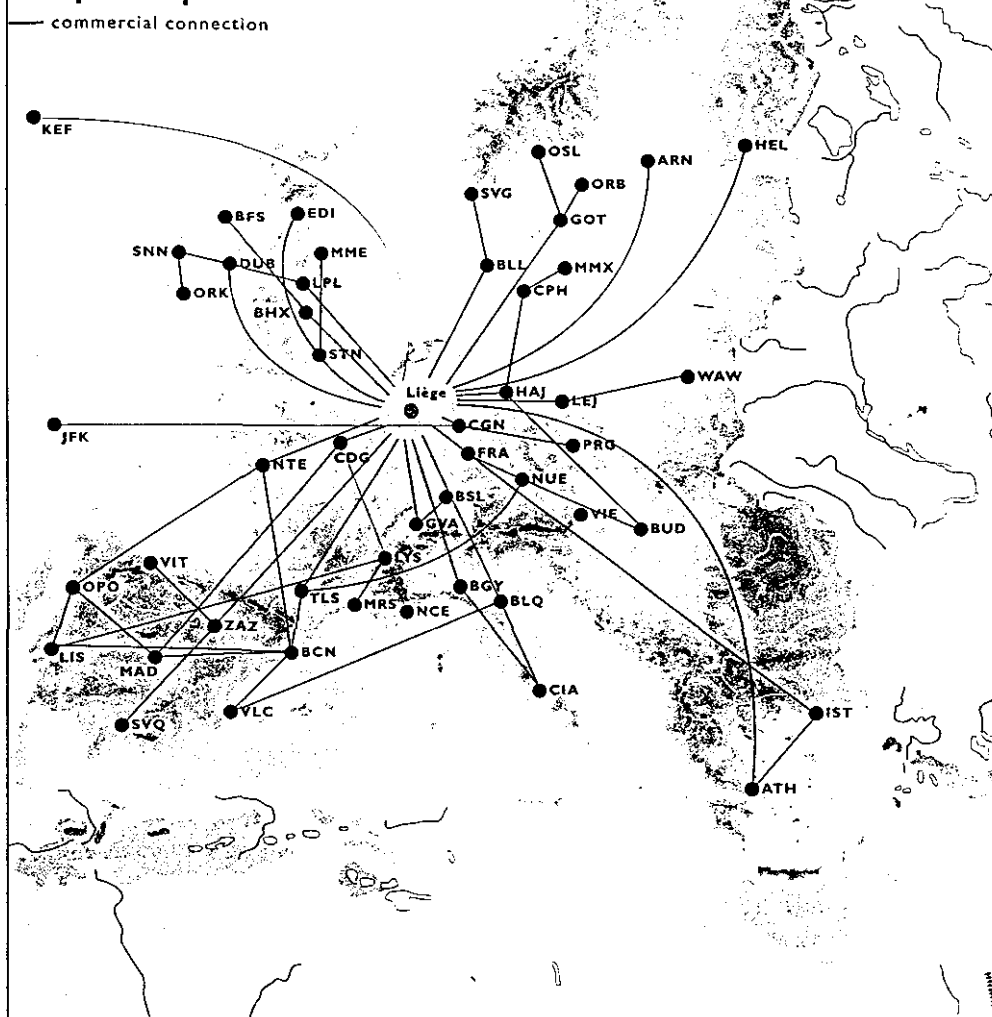 commercial connection
KEF
OSL
ARN
HEL
SVG
ORB
BFS
EDI
GOT
SNN
DUB
MME
BLL
MMX
LPL
CPH
ORK
BHX
STN
WAW
Liège
HAJ
LEJ
JFK
CGN
CDG
FRA
PRG
NTE
NUE
BSL
VIE
GVA
BUD
VIT
LYS
OPO
TLS
MRS
NCE
BGY
BLQ
ZAZ
LIS
MAD
BCN
CIA
SVQ
VLC
IST
ATH